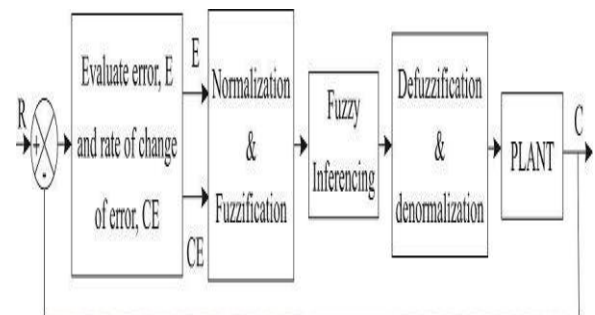 R
+
-
Evaluate error, E
and rate of change
of error, CE
E
CE
Normalization
&
Fuzzification
Fuzzy
Inferencing
Defuzzification
&
denormalization
PLANT
C